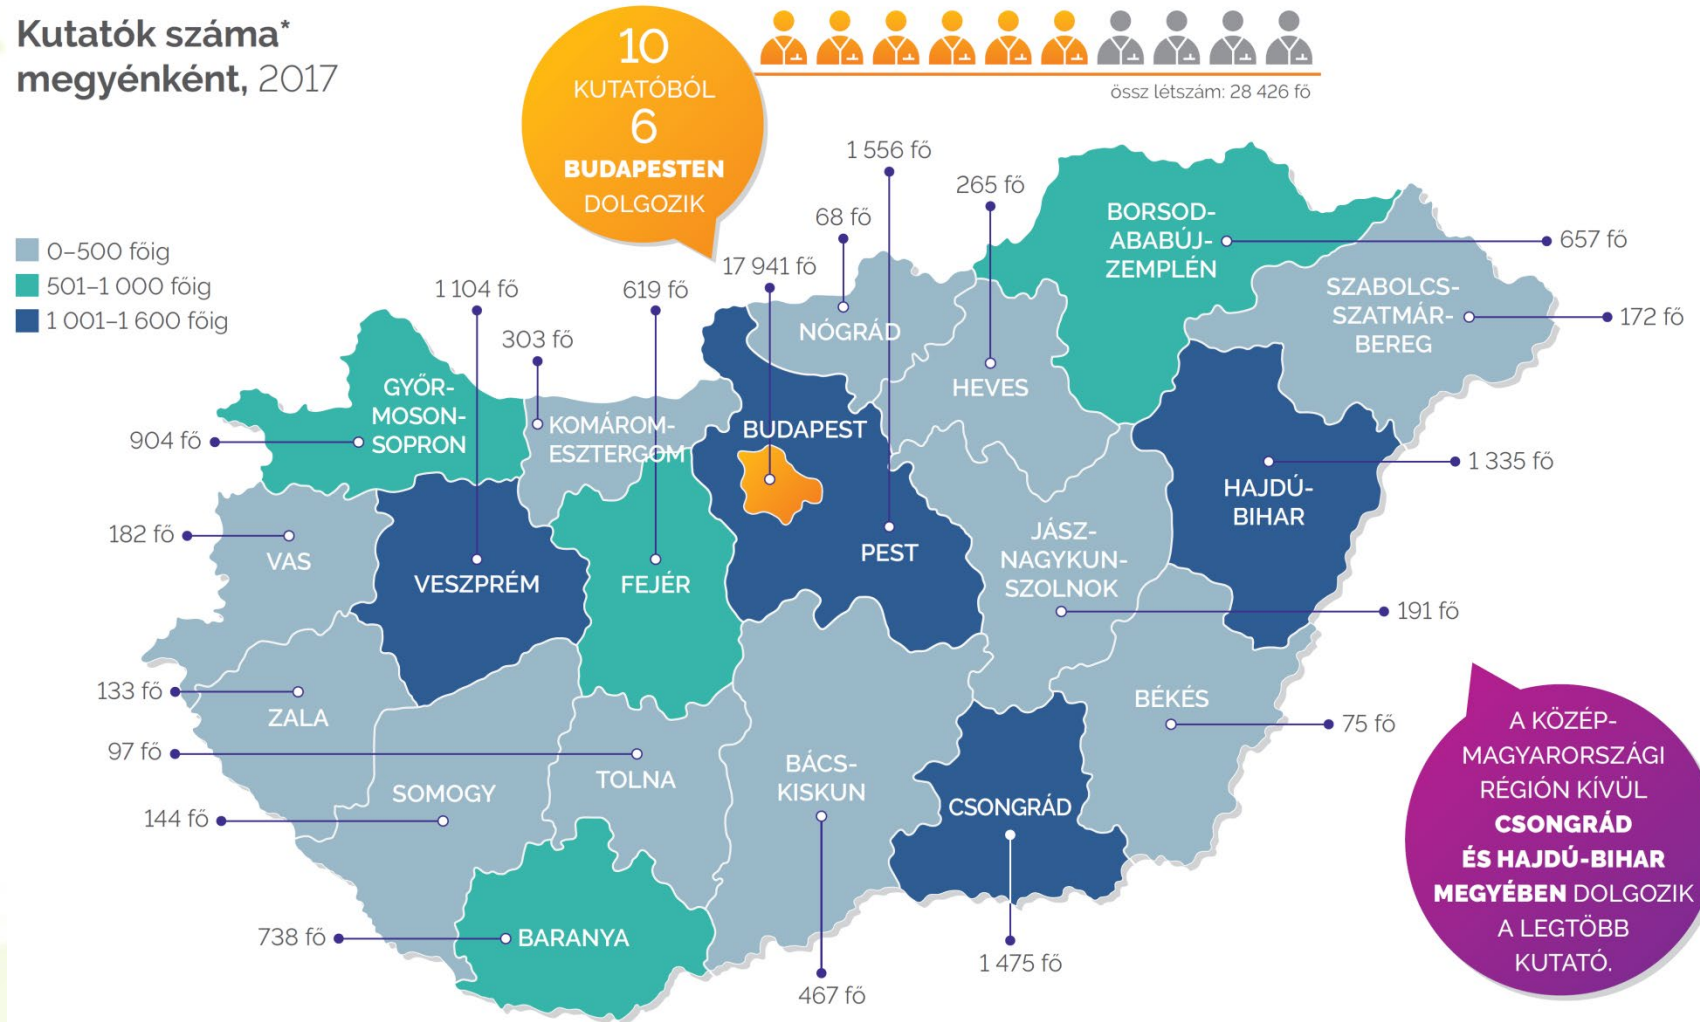 Kutatók száma*
megyénként, 2017
10
KUTATÓBÓL
6
BUDAPESTEN
DOLGOZIK
össz létszám: 28 426 fő
0–500 főig
501–1 000 főig
1 001–1 600 főig
1 556 fő
265 fő
68 fő
17 941 fő
1 104 fő
619 fő
303 fő
BORSOD-
ABABÚJ-
ZEMPLÉN
657 fő
SZABOLCS-
SZATMÁR-
BEREG
172 fő
NÓGRÁD
HEVES
GYŐR-
MOSON-
SOPRON
904 fő
KOMÁROM-
ESZTERGOM
BUDAPEST
HAJDÚ-
BIHAR
1 335 fő
182 fő
VAS
VESZPRÉM
FEJÉR
PEST
JÁSZ-
NAGYKUN-
SZOLNOK
191 fő
133 fő
ZALA
97 fő
TOLNA
144 fő
SOMOGY
BÁCS-
KISKUN
CSONGRÁD
BÉKÉS
75 fő
738 fő
BARANYA
467 fő
1 475 fő
A KÖZÉP-
MAGYARORSZÁGI
RÉGIÓN KÍVÜL
CSONGRÁD
ÉS HAJDÚ-BIHAR
MEGYÉBEN DOLGOZIK
A LEGTÖBB
KUTATÓ.